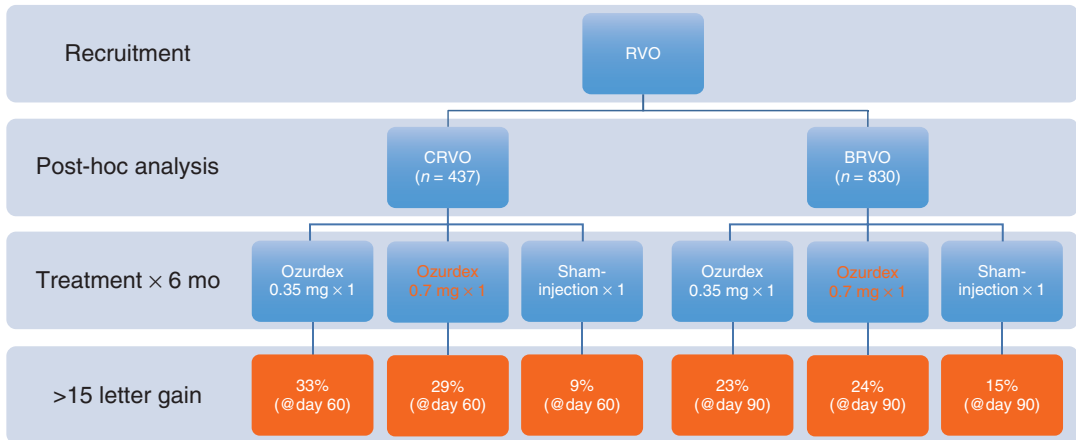 Recruitment
RVO
Post-hoc analysis
CRVO
(n = 437)
BRVO
(n = 830)
Treatment × 6 mo
Ozurdex
0.35 mg × 1
Ozurdex
0.7 mg × 1
Sham-
injection × 1
Ozurdex
0.35 mg × 1
Ozurdex
0.7 mg × 1
Sham-
injection × 1
>15 letter gain
33%
(@day 60)
29%
(@day 60)
9%
(@day 60)
23%
(@day 90)
24%
(@day 90)
15%
(@day 90)